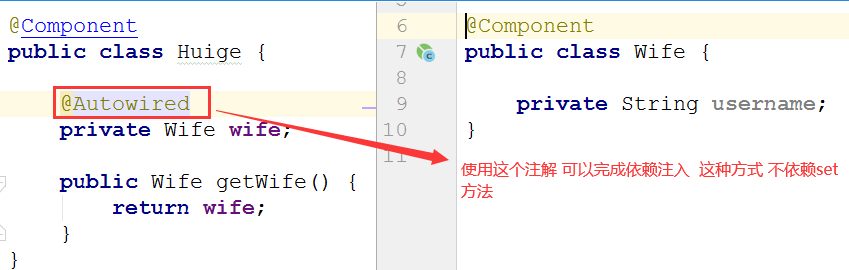 @Component
public class Huige {
@Autowired
private Wife wife;
public Wife getWife() {
return wife;
}
}
6
7
8
9
10
11
@Component
public class Wife {
private String username;
}
使用这个注解 可以完成依赖注入 这种方式 不依赖set
方法